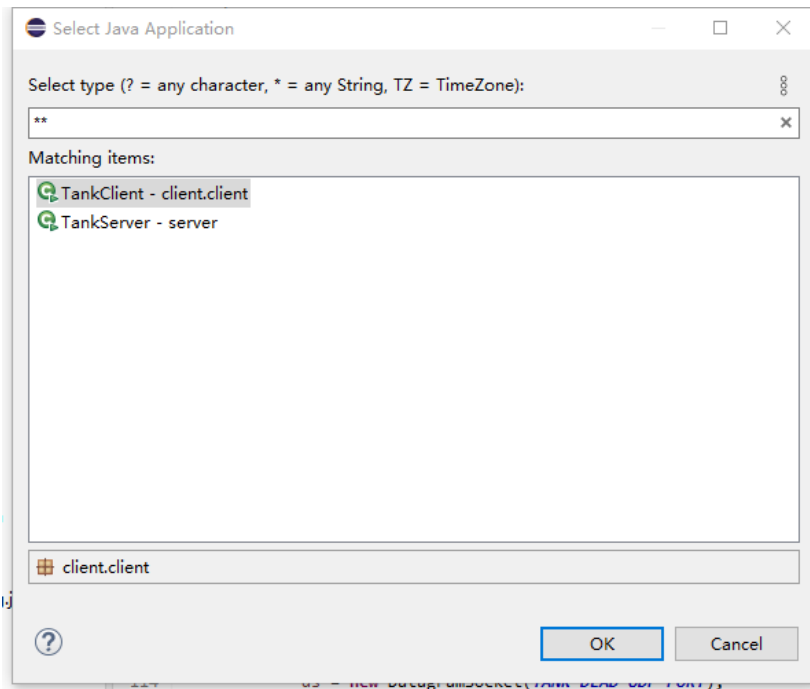 Select Java Application
Select type (? = any character, * = any String, TZ = TimeZone):
**
Matching items:
TankClient - client.client
TankServer - server
client.client
OK
Cancel